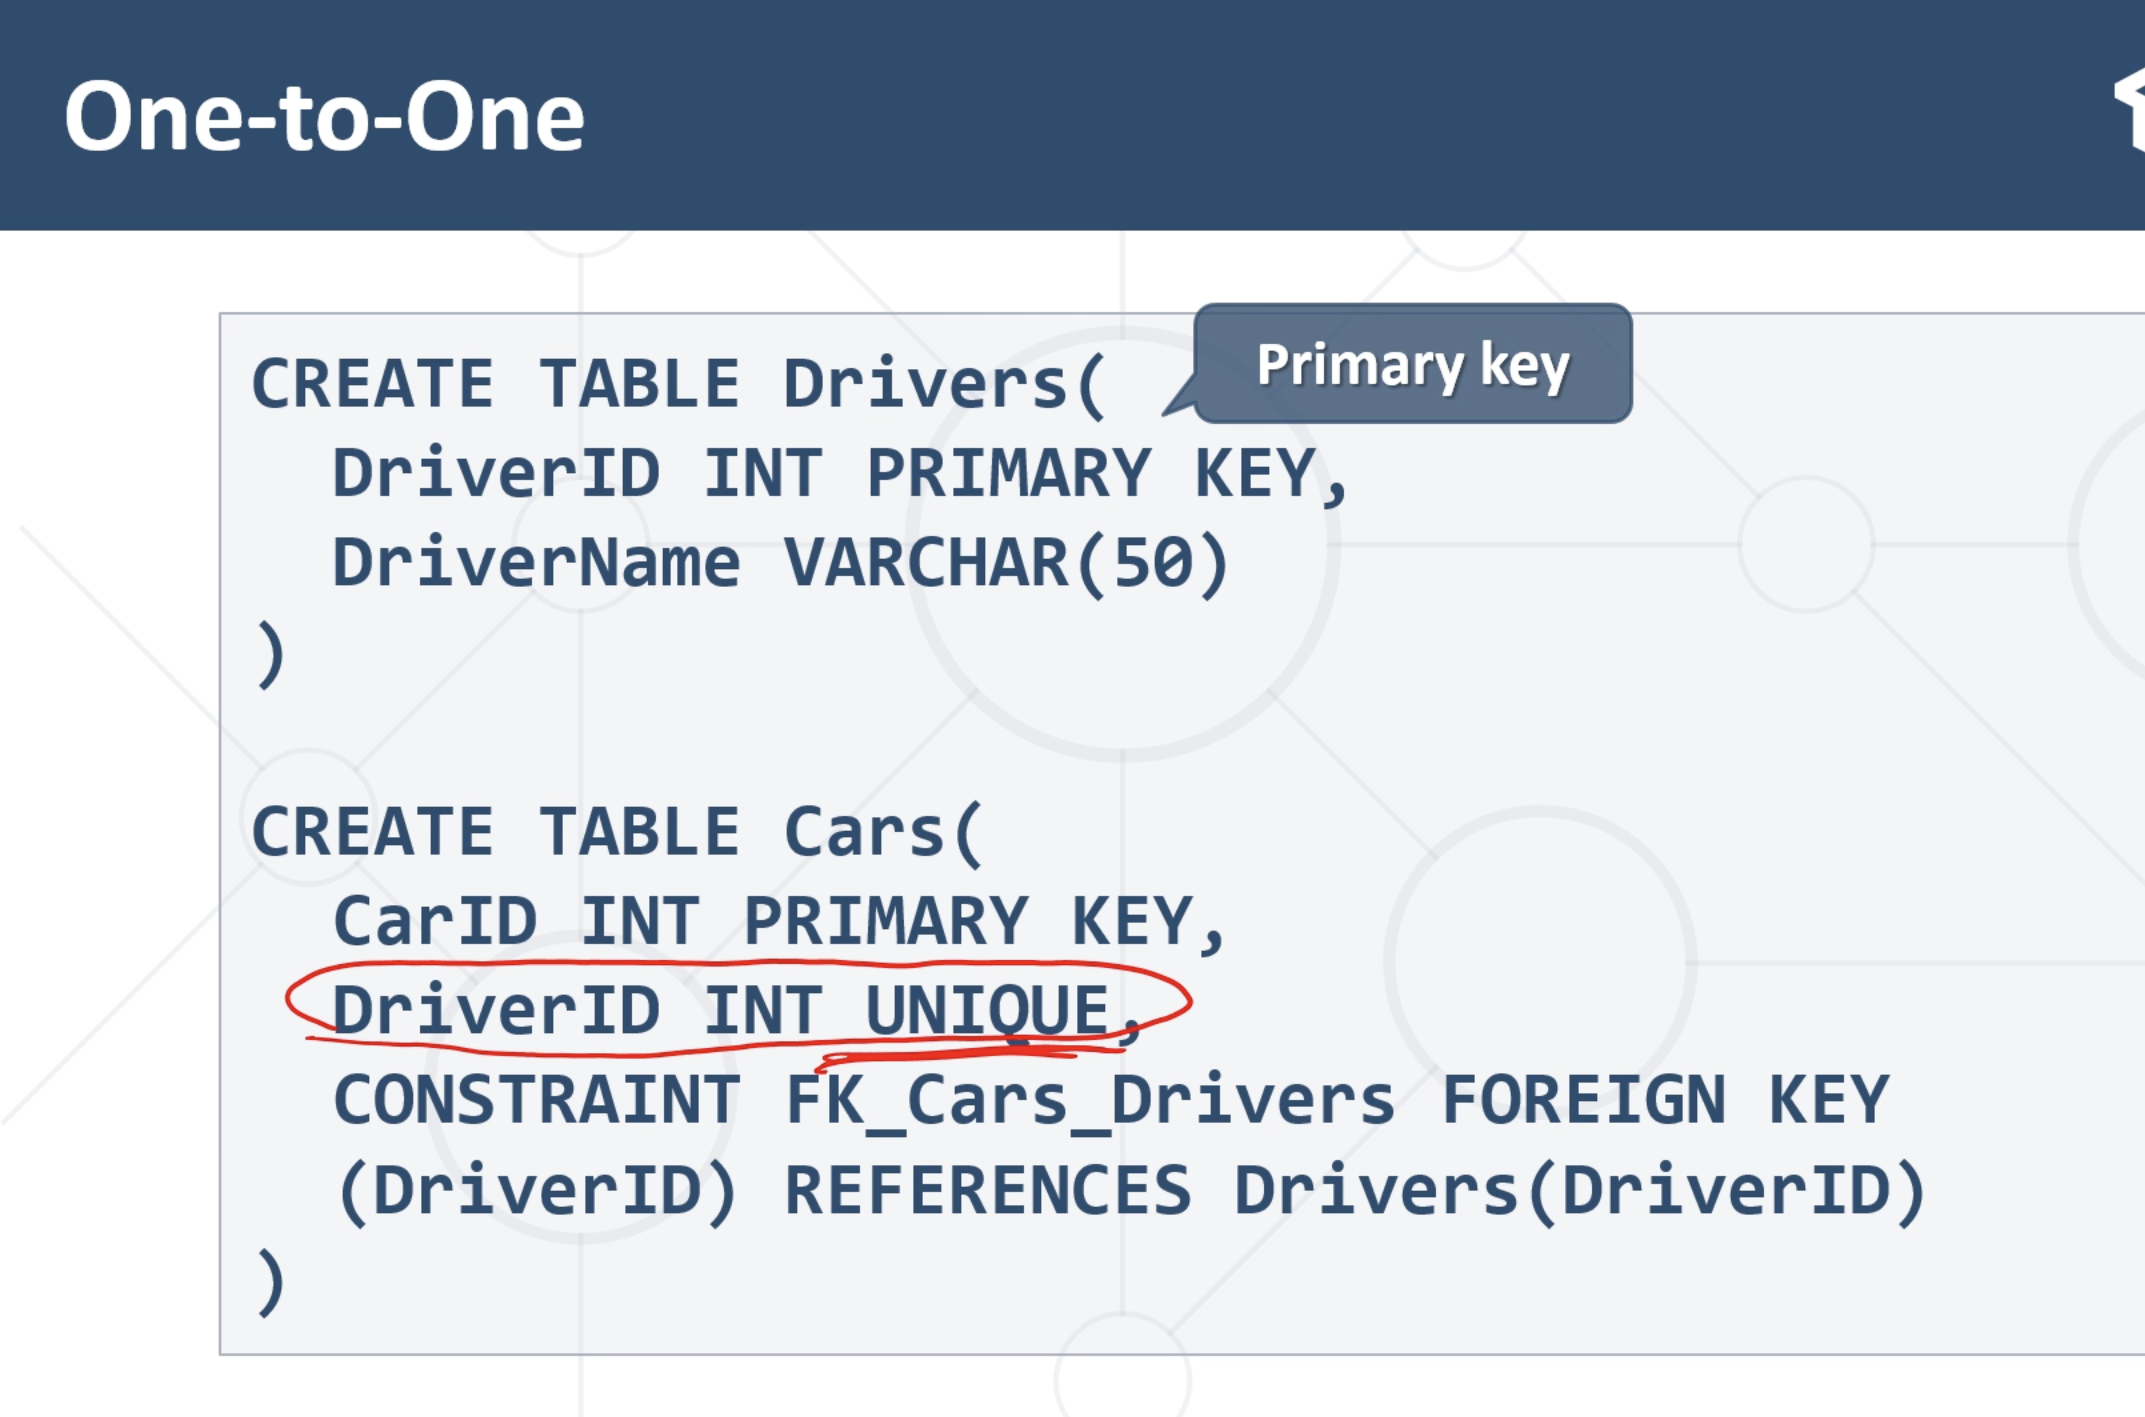 One-to-One
Primary key
CREATE TABLE Drivers(
  DriverID INT PRIMARY KEY,
  DriverName VARCHAR(50)
)
CREATE TABLE Cars(
  CarID INT PRIMARY KEY,
  DriverID INT UNIQUE,
  CONSTRAINT FK_Cars_Drivers FOREIGN KEY
  (DriverID) REFERENCES Drivers(DriverID)
)